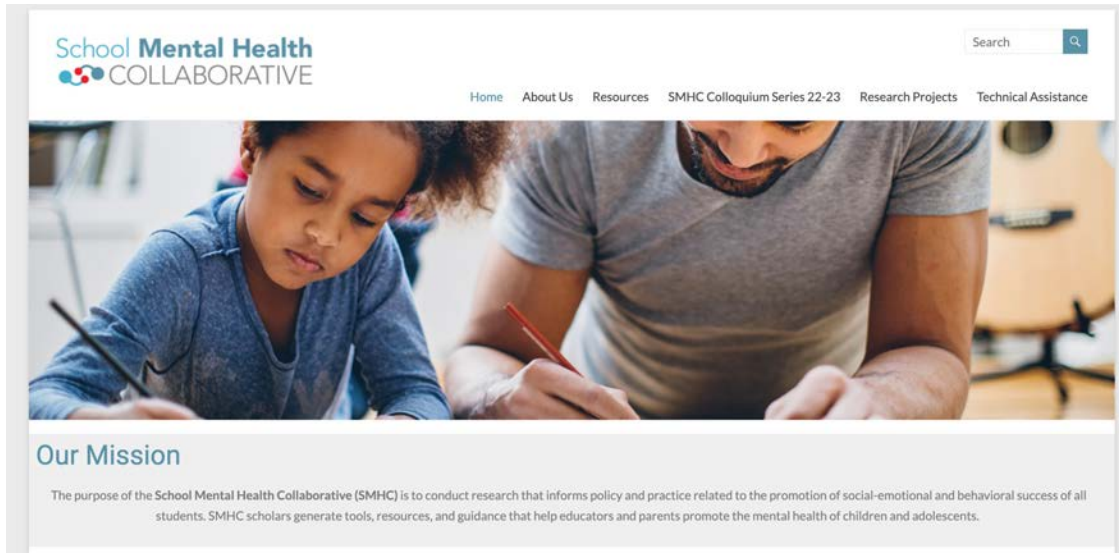 School Mental Health
COLLABORATIVE
Search
Home About Us Resources SMHC Colloquium Series 22-23 Research Projects Technical Assistance
Our Mission
The purpose of the School Mental Health Collaborative (SMHC) is to conduct research that informs policy and practice related to the promotion of social-emotional and behavioral success of all
students. SMHC scholars generate tools, resources, and guidance that help educators and parents promote the mental health of children and adolescents.